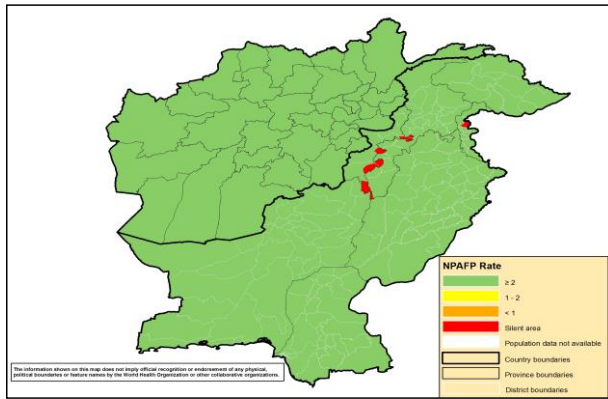 NPAFP Rate
≥ 2
1 - 2
< 1
Silent area
Population data not available
Country boundaries
Province boundaries
District boundaries
The information shown on this map does not imply official recognition or endorsement of any physical,
political boundaries or feature names by the World Health Organization or other collaborative organizations.